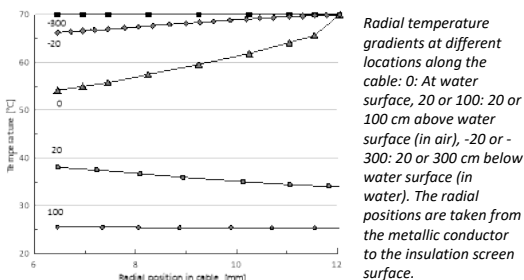 70
-300
-20
60
0
50
Temperature [°C]
40
20
30
100
20
6
8
10
12
Radial position in cable [mm]
Radial temperature
gradients at different
locations along the
cable: 0: At water
surface, 20 or 100: 20 or
100 cm above water
surface (in air), -20 or -
300: 20 or 300 cm below
water surface (in
water). The radial
positions are taken from
the metallic conductor
to the insulation screen
surface.